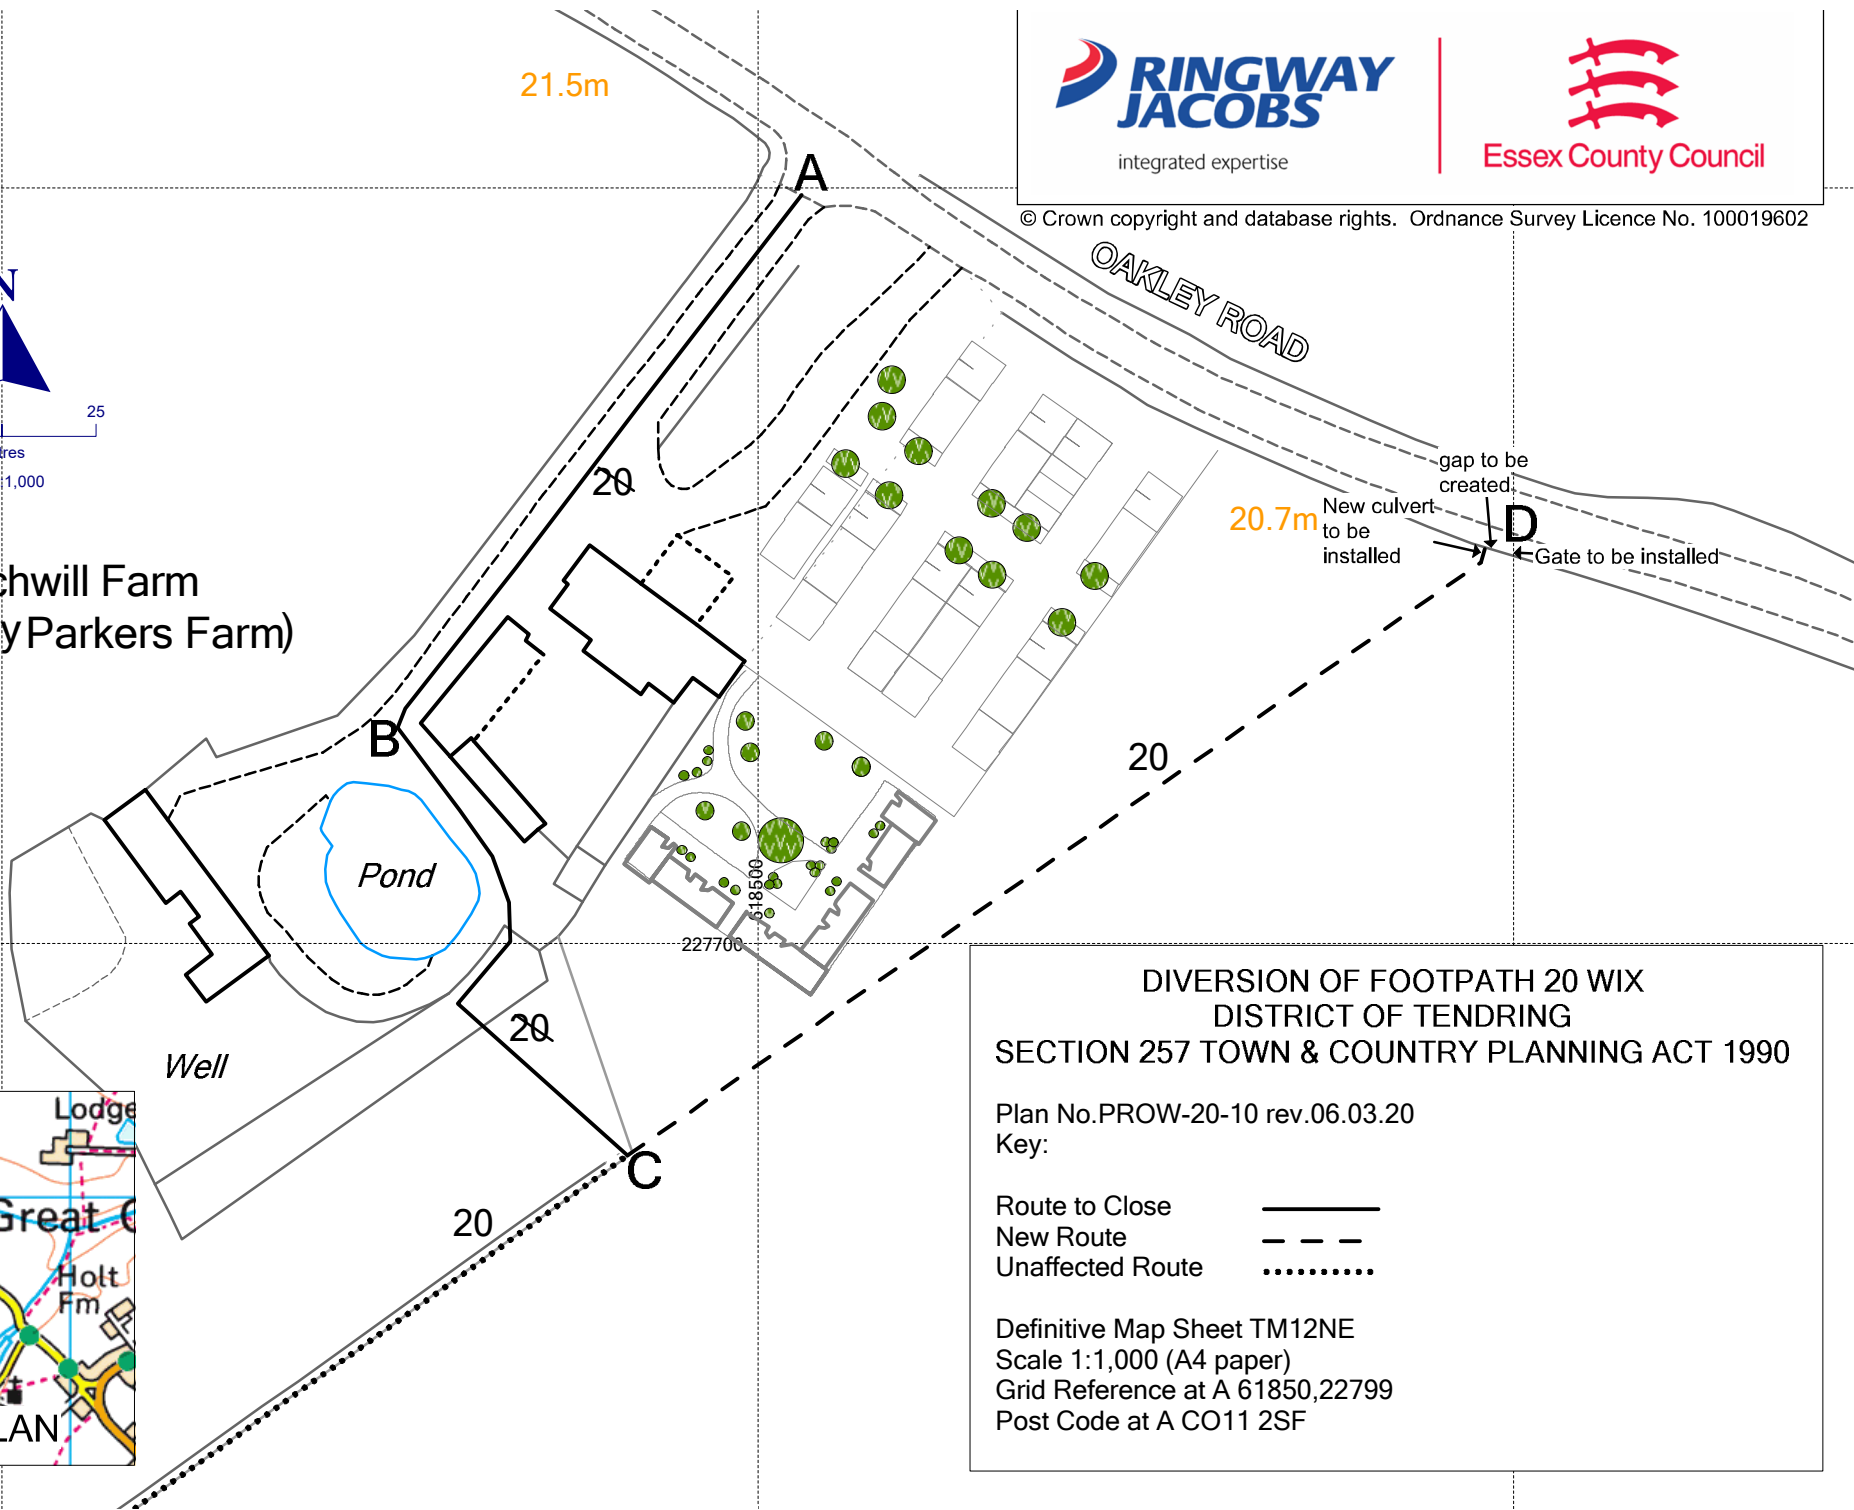 21.5m
RINGWAY
JACOBS
integrated expertise
Essex County Council
© Crown copyright and database rights. Ordnance Survey Licence No. 100019602
A
OAKLEY ROAD
N
25
tres
1,000
20
gap to be
created
New culvert
to be
installed
20.7m
D
Gate to be installed
chwill Farm
y Parkers Farm)
B
20
Pond
618500
227700
20
Well
C
20
Lodge
Great
Holt
Fm
LAN
DIVERSION OF FOOTPATH 20 WIX
DISTRICT OF TENDRING
SECTION 257 TOWN & COUNTRY PLANNING ACT 1990
Plan No.PROW-20-10 rev.06.03.20
Key:
Route to Close
New Route
Unaffected Route
Definitive Map Sheet TM12NE
Scale 1:1,000 (A4 paper)
Grid Reference at A 61850,22799
Post Code at A CO11 2SF